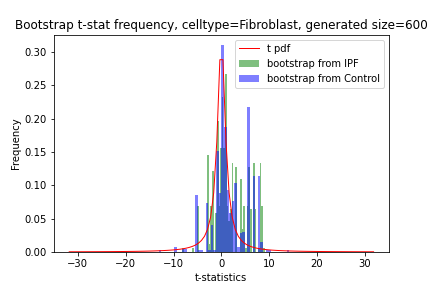 Bootstrap t-stat frequency, celltype=Fibroblast, generated size=600
t pdf
bootstrap from IPF
bootstrap from Control
Frequency
0.30
0.25
0.20
0.15
0.10
0.05
0.00
−30
−20
−10
0
10
20
30
t-statistics